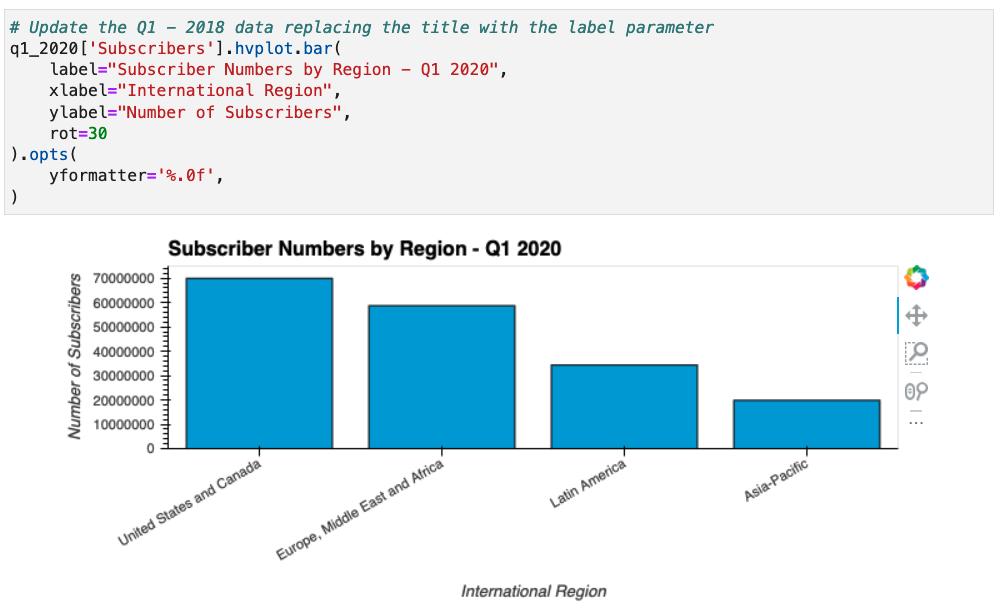 # Update the Q1 – 2018 data replacing the title with the label parameter
q1_2020['Subscribers'].hvplot.bar(
    label="Subscriber Numbers by Region – Q1 2020",
    xlabel="International Region",
    ylabel="Number of Subscribers",
    rot=30
).opts(
    yformatter='%.0f',
)
Subscriber Numbers by Region - Q1 2020
Number of Subscribers
70000000
60000000
50000000
40000000
30000000
20000000
10000000
0
United States and Canada
Europe, Middle East and Africa
Latin America
Asia-Pacific
International Region